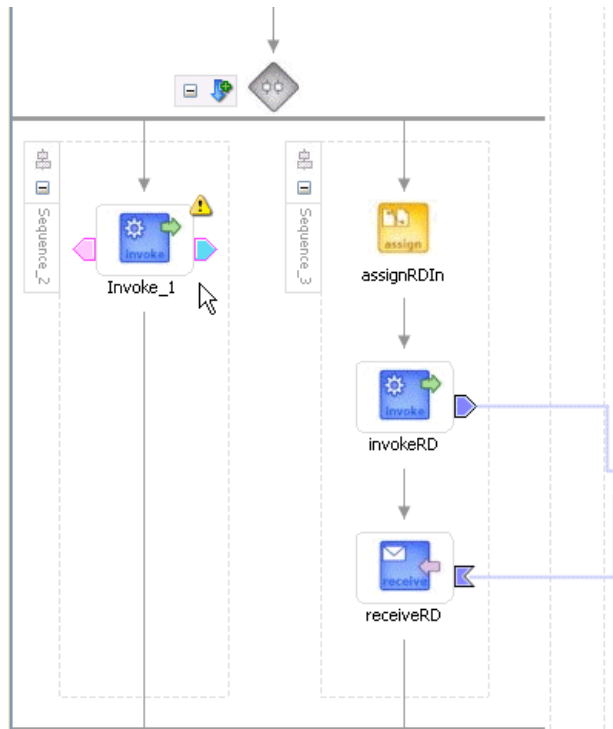 Sequence_2
invoke
Invoke_1
Sequence_3
assign
assignRDIn
invoke
invokeRD
receive
receiveRD